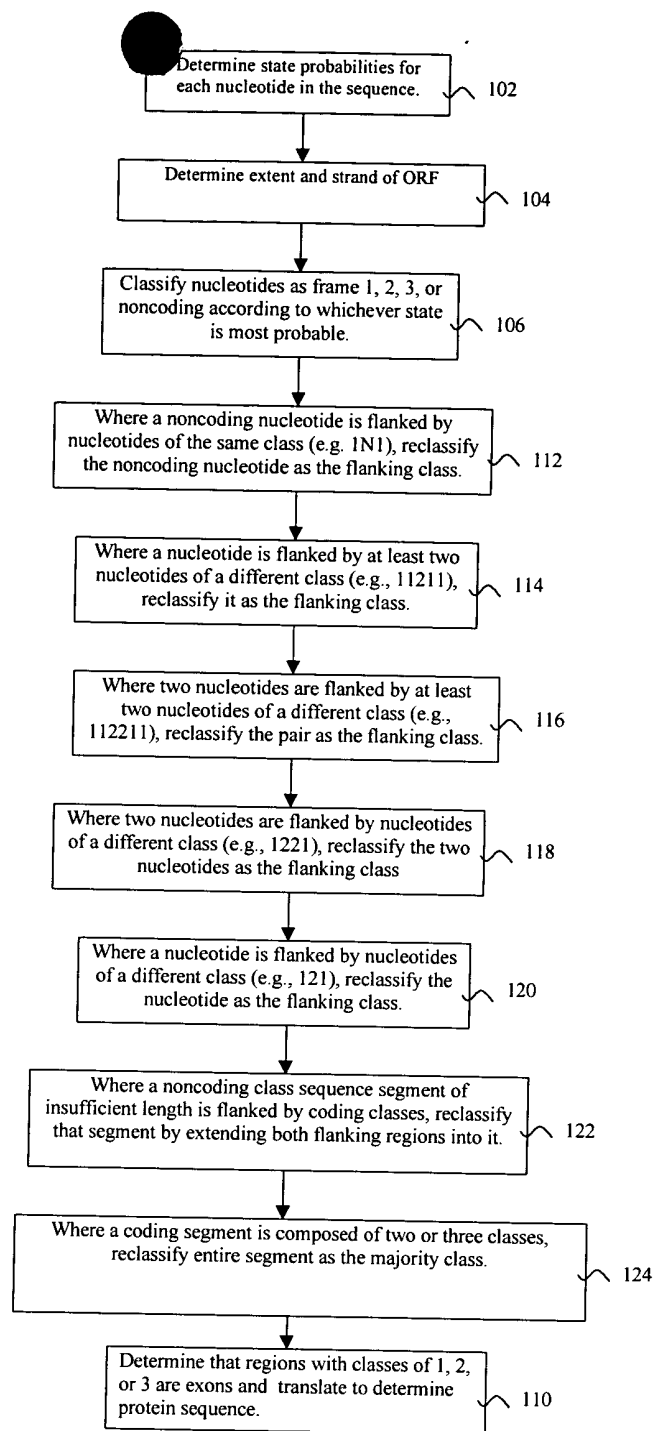 Determine state probabilities for
each nucleotide in the sequence.
102
Determine extent and strand of ORF
104
Classify nucleotides as frame 1, 2, 3, or
noncoding according to whichever state
is most probable.
106
Where a noncoding nucleotide is flanked by
nucleotides of the same class (e.g. 1N1), reclassify
the noncoding nucleotide as the flanking class.
112
Where a nucleotide is flanked by at least two
nucleotides of a different class (e.g., 11211),
reclassify it as the flanking class.
114
Where two nucleotides are flanked by at least
two nucleotides of a different class (e.g.,
112211), reclassify the pair as the flanking class.
116
Where two nucleotides are flanked by nucleotides
of a different class (e.g., 1221), reclassify the two
nucleotides as the flanking class
118
Where a nucleotide is flanked by nucleotides
of a different class (e.g., 121), reclassify the
nucleotide as the flanking class.
120
Where a noncoding class sequence segment of
insufficient length is flanked by coding classes, reclassify
that segment by extending both flanking regions into it.
122
Where a coding segment is composed of two or three classes,
reclassify entire segment as the majority class.
124
Determine that regions with classes of 1, 2,
or 3 are exons and translate to determine
protein sequence.
110